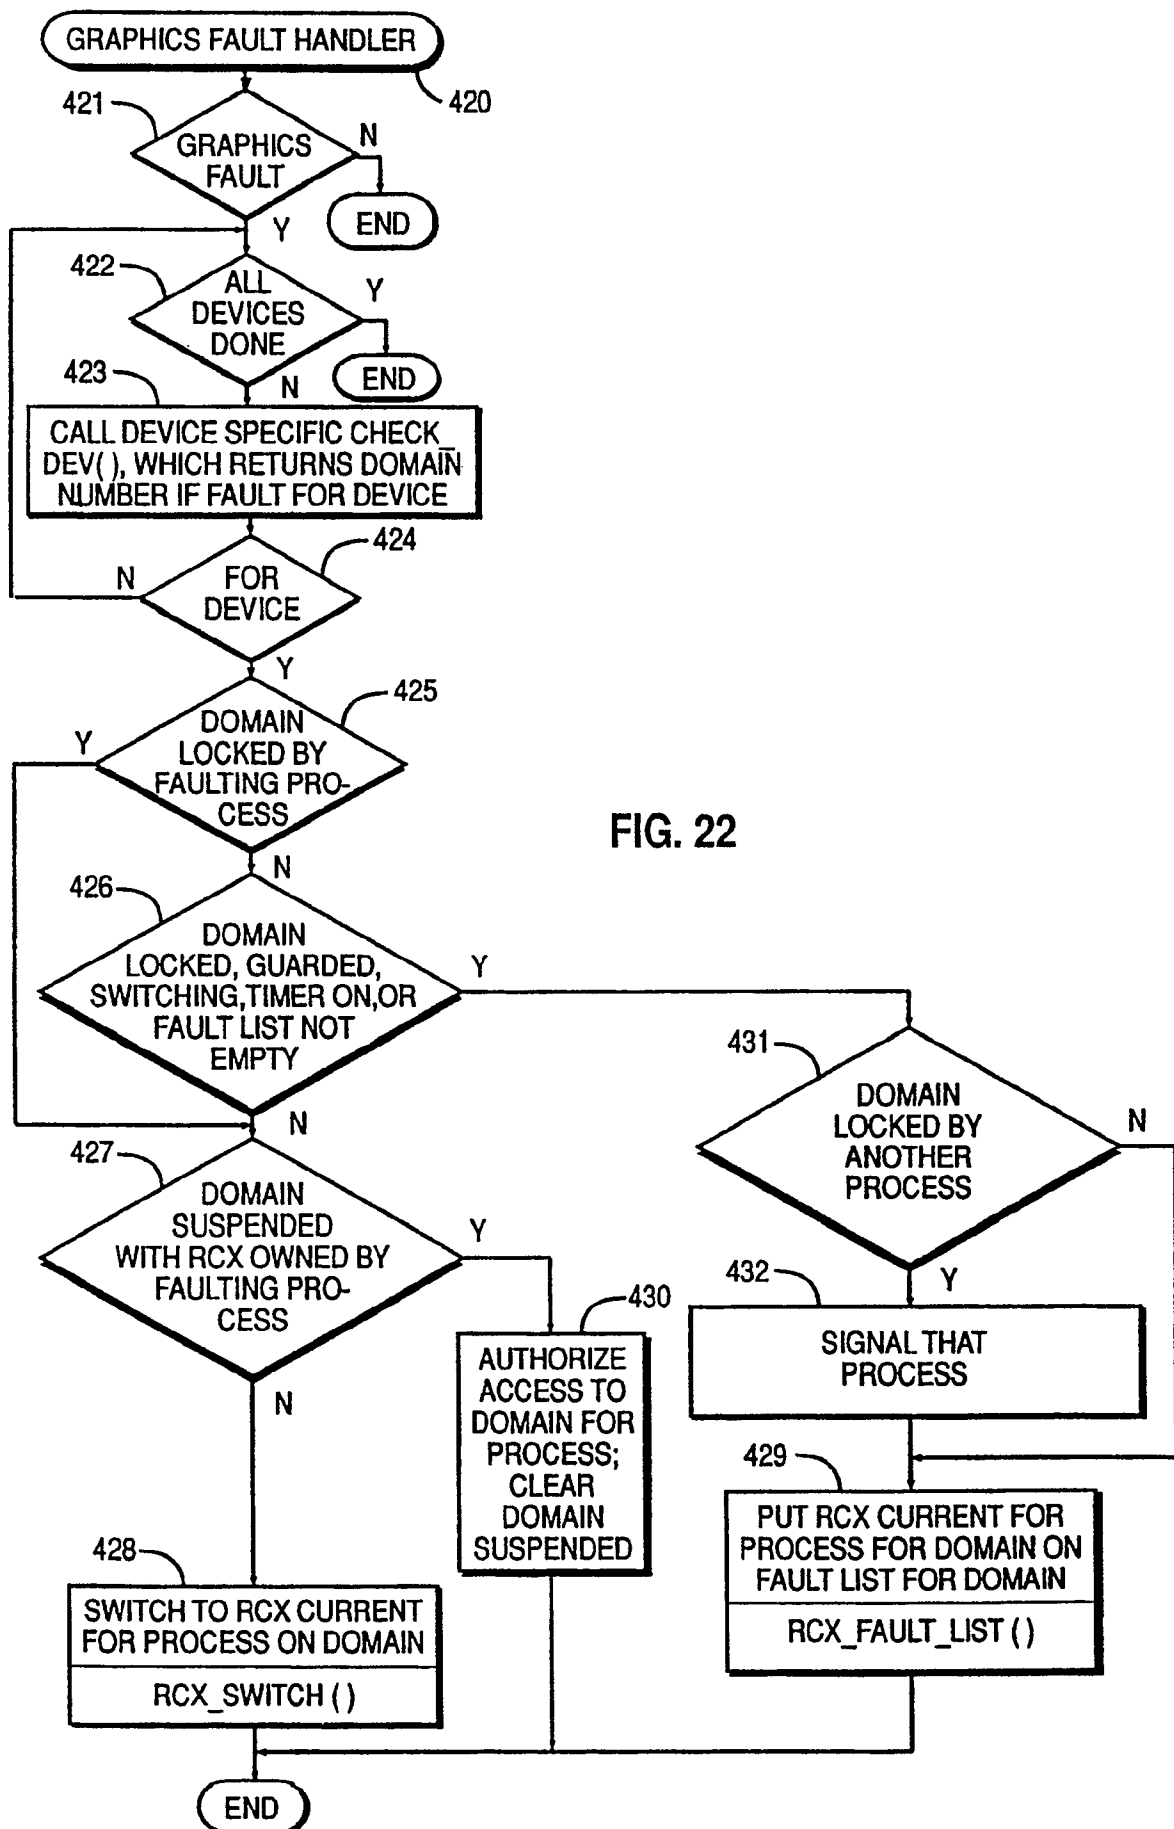 GRAPHICS FAULT HANDLER
420
421
GRAPHICS
FAULT
N
END
Y
422
ALL
DEVICES
DONE
Y
END
423
N
CALL DEVICE SPECIFIC CHECK_
DEV( ), WHICH RETURNS DOMAIN
NUMBER IF FAULT FOR DEVICE
424
FOR
DEVICE
N
Y
425
DOMAIN
LOCKED BY
FAULTING PRO-
CESS
Y
N
FIG. 22
426
DOMAIN
LOCKED, GUARDED,
SWITCHING,TIMER ON,OR
FAULT LIST NOT
EMPTY
Y
N
431
DOMAIN
LOCKED BY
ANOTHER
PROCESS
N
Y
427
DOMAIN
SUSPENDED
WITH RCX OWNED BY
FAULTING PRO-
CESS
Y
N
432
SIGNAL THAT
PROCESS
430
AUTHORIZE
ACCESS TO
DOMAIN FOR
PROCESS;
CLEAR
DOMAIN
SUSPENDED
429
PUT RCX CURRENT FOR
PROCESS FOR DOMAIN ON
FAULT LIST FOR DOMAIN
RCX_FAULT_LIST ( )
428
SWITCH TO RCX CURRENT
FOR PROCESS ON DOMAIN
RCX_SWITCH ( )
END